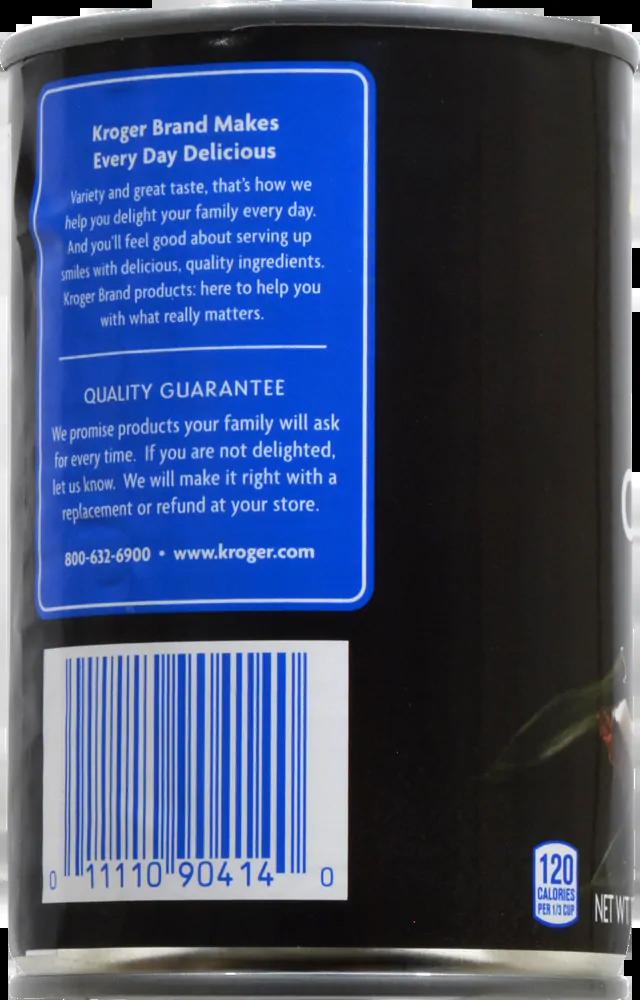 Kroger Brand Makes
Every Day Delicious
Variety and great taste, that's how we
help you delight your family every day.
And you'll feel good about serving up
smiles with delicious, quality ingredients.
Kroger Brand products: here to help you
with what really matters.
QUALITY GUARANTEE
We promise products your family will ask
for every time. If you are not delighted,
let us know. We will make it right with a
replacement or refund at your store.
800-632-6900 • www.kroger.com
0 11110 90414 0
120
CALORIES
PER 1/3 CUP
NET WT